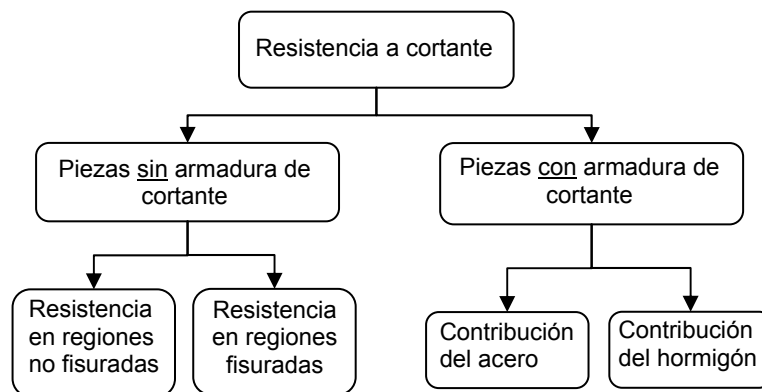 Resistencia a cortante
Piezas sin armadura de
cortante
Piezas con armadura de
cortante
Resistencia
en regiones
no fisuradas
Resistencia
en regiones
fisuradas
Contribución
del acero
Contribución
del hormigón